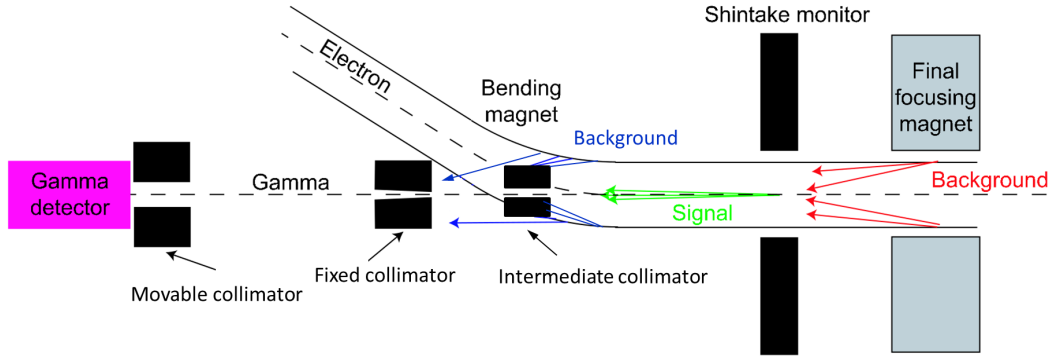 Shintake monitor
Electron
Bending
magnet
Final
focusing
magnet
Background
Gamma
detector
Gamma
Background
Signal
Fixed collimator
Intermediate collimator
Movable collimator